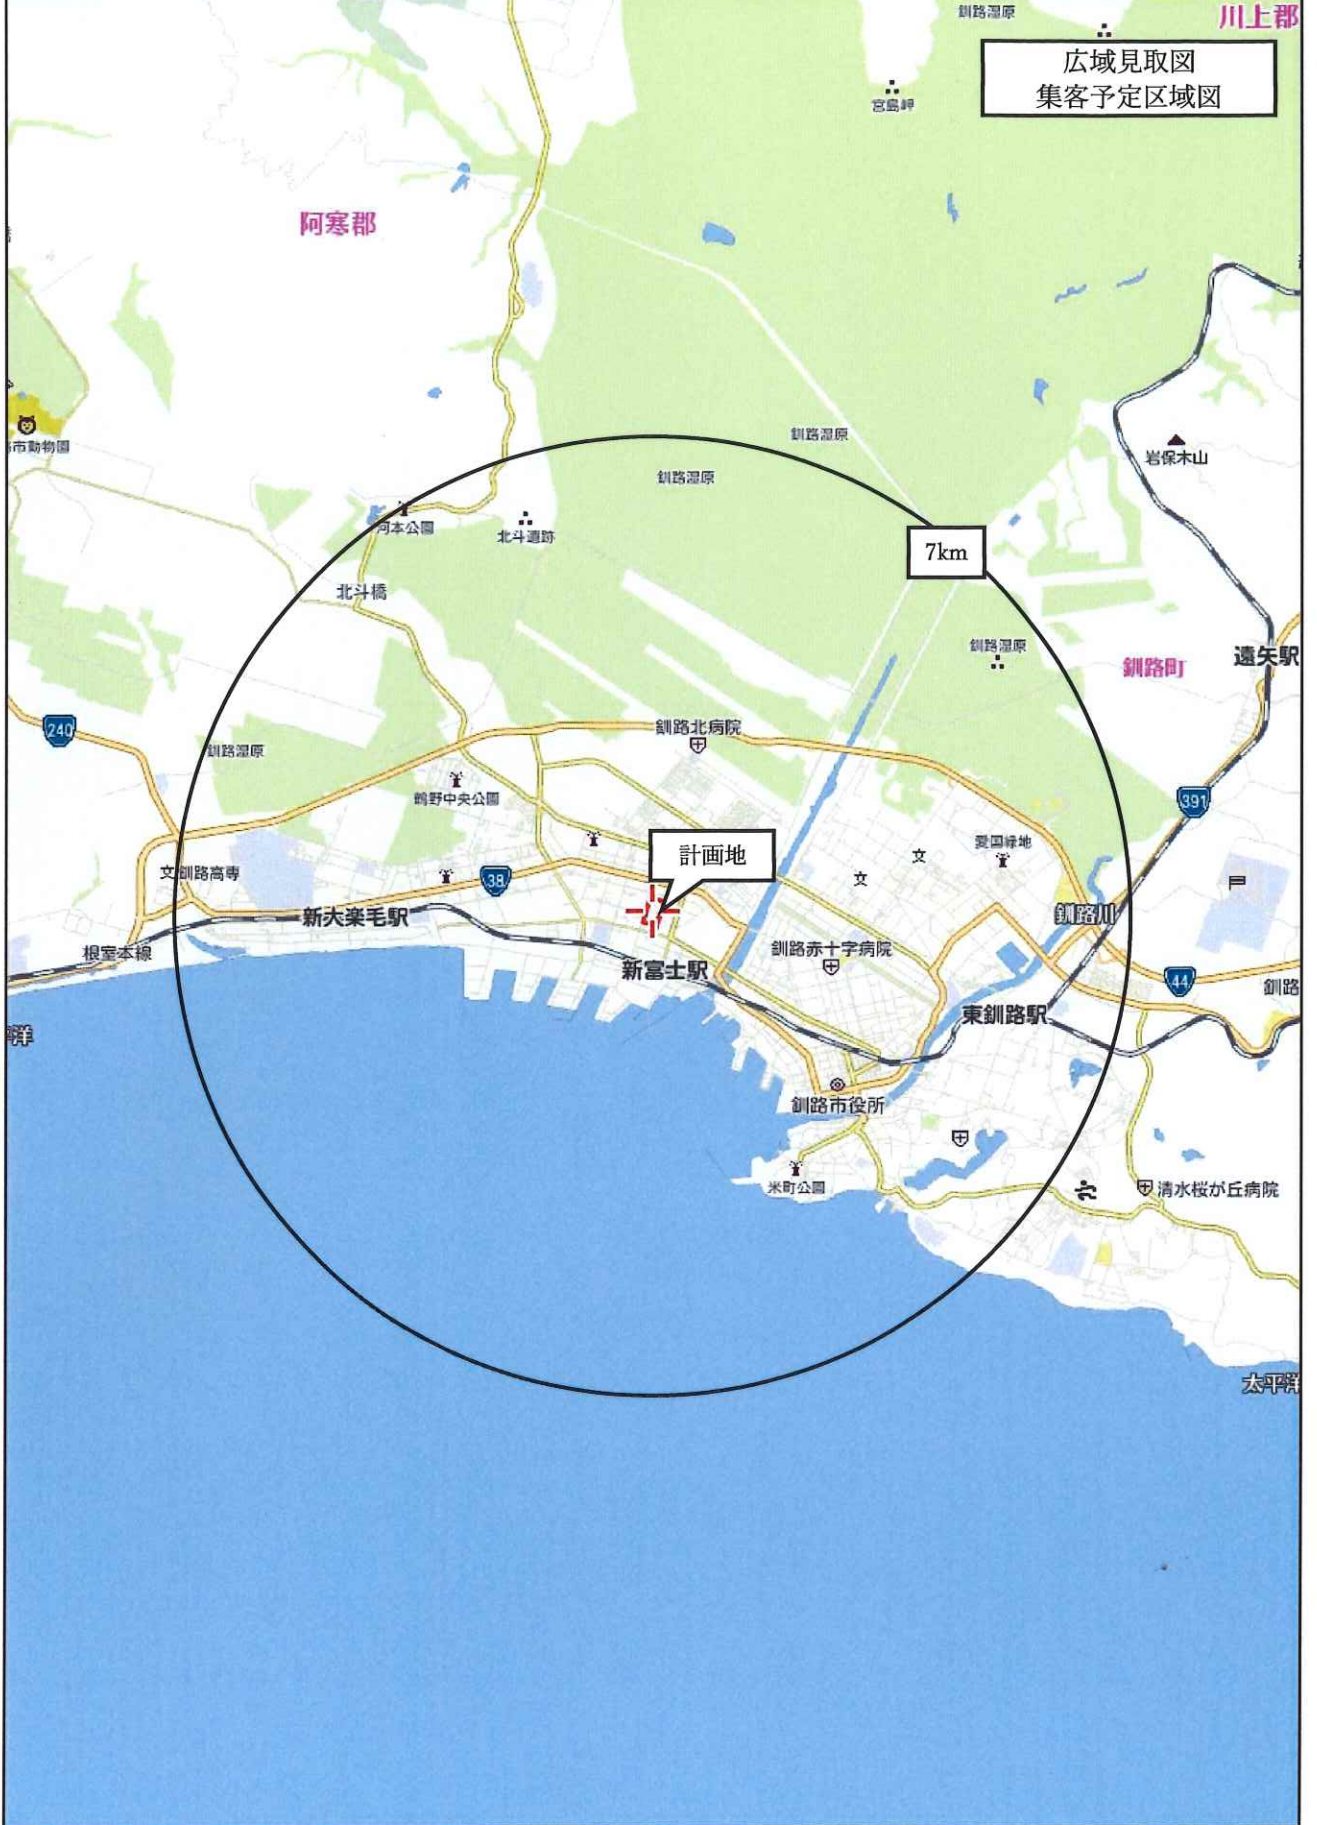 釧路湿原
川上郡
広域見取図
集客予定区域図
宮島岬
阿寒郡
市動物園
釧路湿原
岩保木山
釧路湿原
阿本公園
北斗遺跡
7km
北斗橋
釧路湿原
釧路町
遠矢駅
240
釧路北病院
釧路湿原
鶴野中央公園
391
愛国緑地
計画地
釧路高専
38
新大楽毛駅
釧路川
根室本線
釧路赤十字病院
新富士駅
44
釧路
東釧路駅
洋
釧路市役所
米町公園
清水桜が丘病院
太平洋